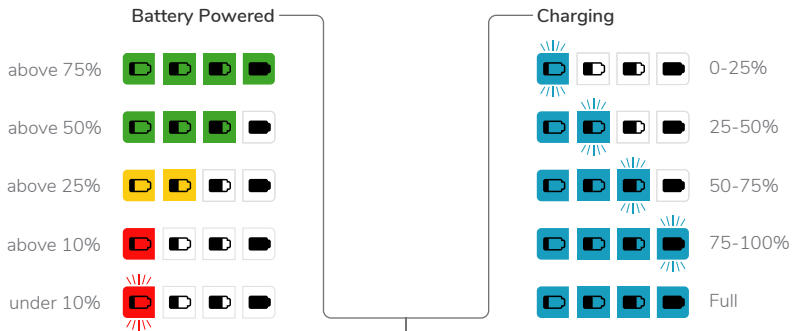 Battery Powered
above 75%
above 50%
above 25%
above 10%
under 10%
Charging
0-25%
25-50%
50-75%
75-100%
Full